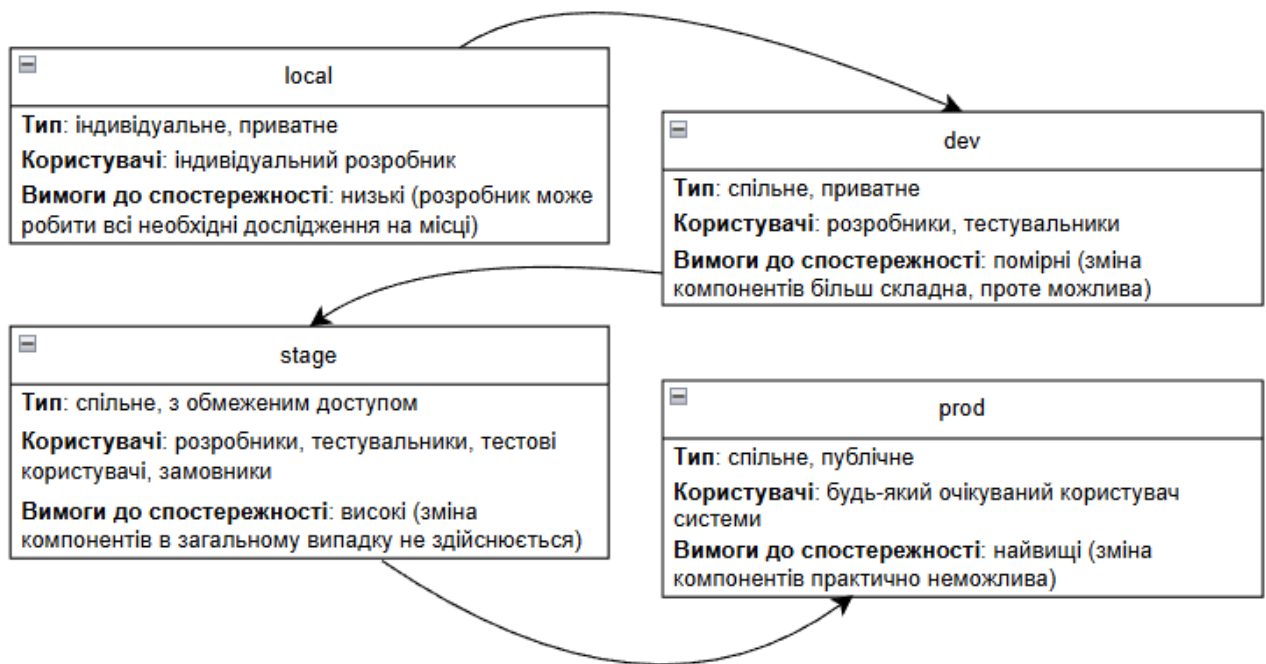 local
Тип: індивідуальне, приватне
Користувачі: індивідуальний розробник
Вимоги до спостережності: низькі (розробник може
робити всі необхідні дослідження на місці)
dev
Тип: спільне, приватне
Користувачі: розробники, тестувальники
Вимоги до спостережності: помірні (зміна
компонентів більш складна, проте можлива)
stage
Тип: спільне, з обмеженим доступом
Користувачі: розробники, тестувальники, тестові
користувачі, замовники
Вимоги до спостережності: високі (зміна
компонентів в загальному випадку не здійснюється)
prod
Тип: спільне, публічне
Користувачі: будь-який очікуваний користувач
системи
Вимоги до спостережності: найвищі (зміна
компонентів практично неможлива)